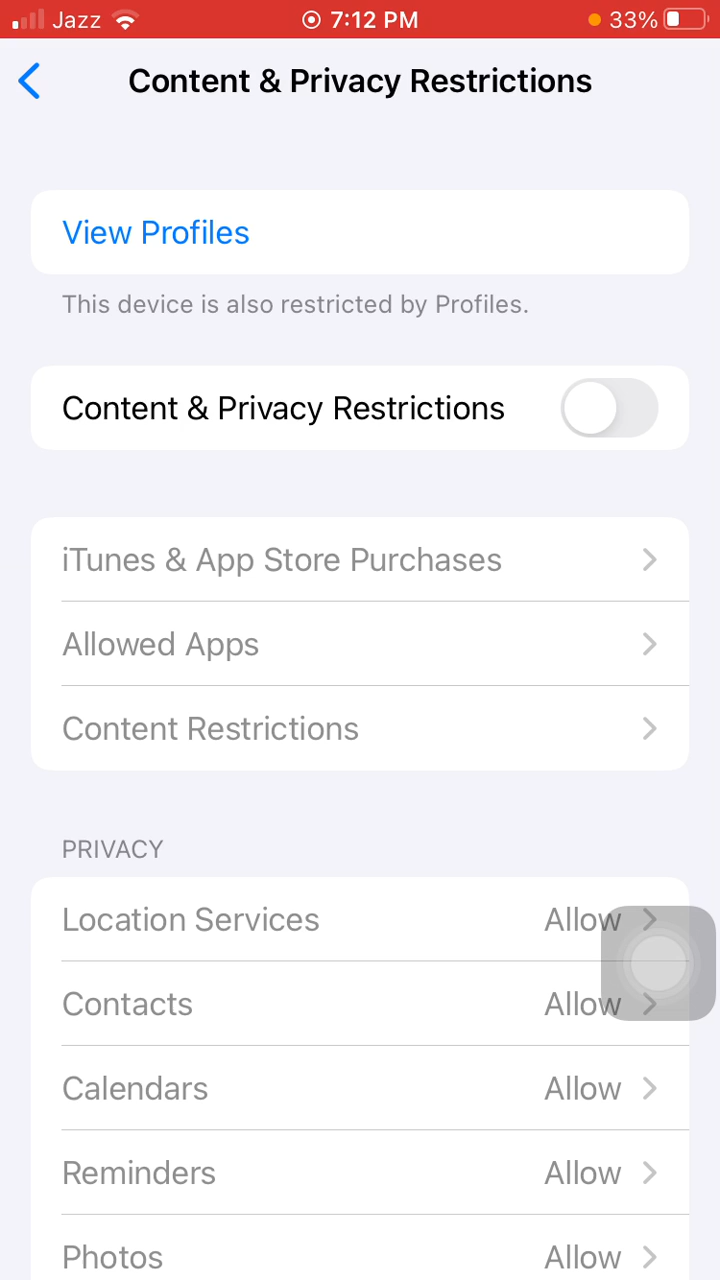 Jazz 7:12 PM 33%
Content & Privacy Restrictions
View Profiles
This device is also restricted by Profiles.
Content & Privacy Restrictions
iTunes & App Store Purchases
Allowed Apps
Content Restrictions
PRIVACY
Location Services Allow
Contacts Allow
Calendars Allow
Reminders Allow
Photos Allow